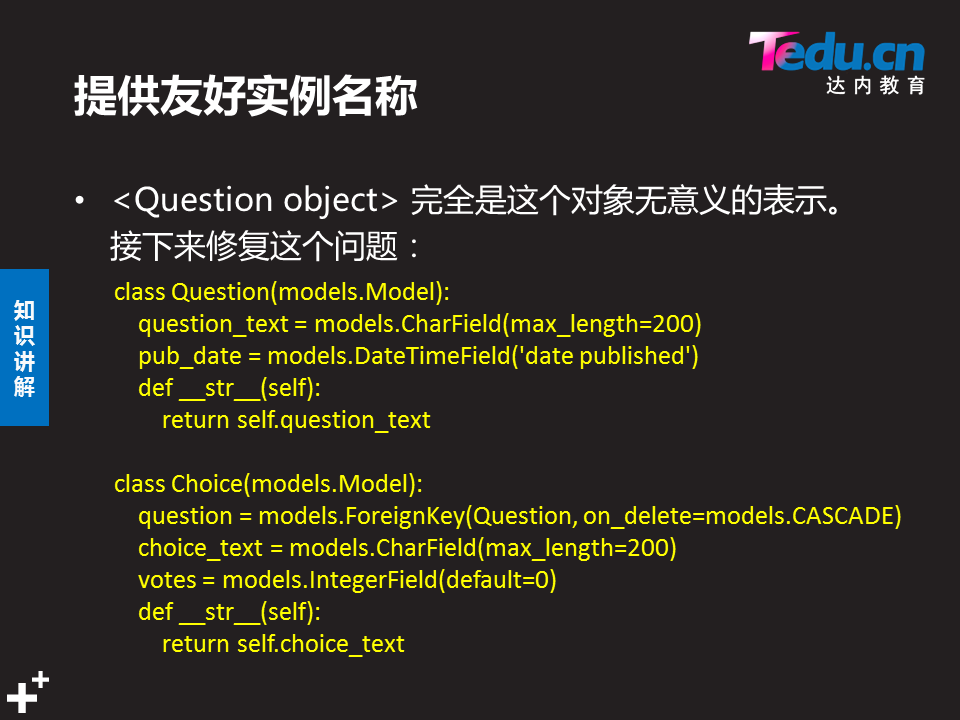 Tedu.cn
达内教育
提供友好实例名称
• <Question object> 完全是这个对象无意义的表示。
接下来修复这个问题：
知识讲解
class Question(models.Model):
    question_text = models.CharField(max_length=200)
    pub_date = models.DateTimeField('date published')
    def __str__(self):
        return self.question_text

class Choice(models.Model):
    question = models.ForeignKey(Question, on_delete=models.CASCADE)
    choice_text = models.CharField(max_length=200)
    votes = models.IntegerField(default=0)
    def __str__(self):
        return self.choice_text